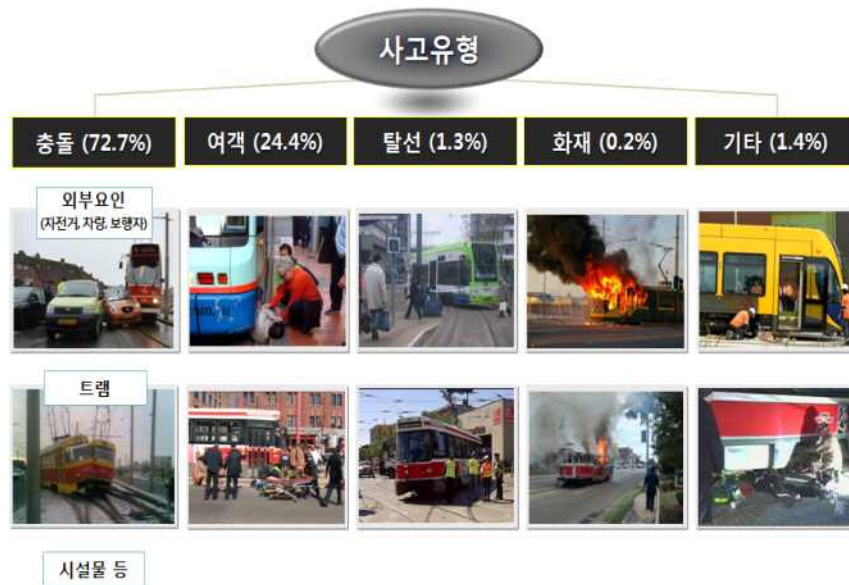 사고유형
충돌 (72.7%)
여객 (24.4%)
탈선 (1.3%)
화재 (0.2%)
기타 (1.4%)
외부요인
(자전거, 차량, 보행자)
트램
시설물 등